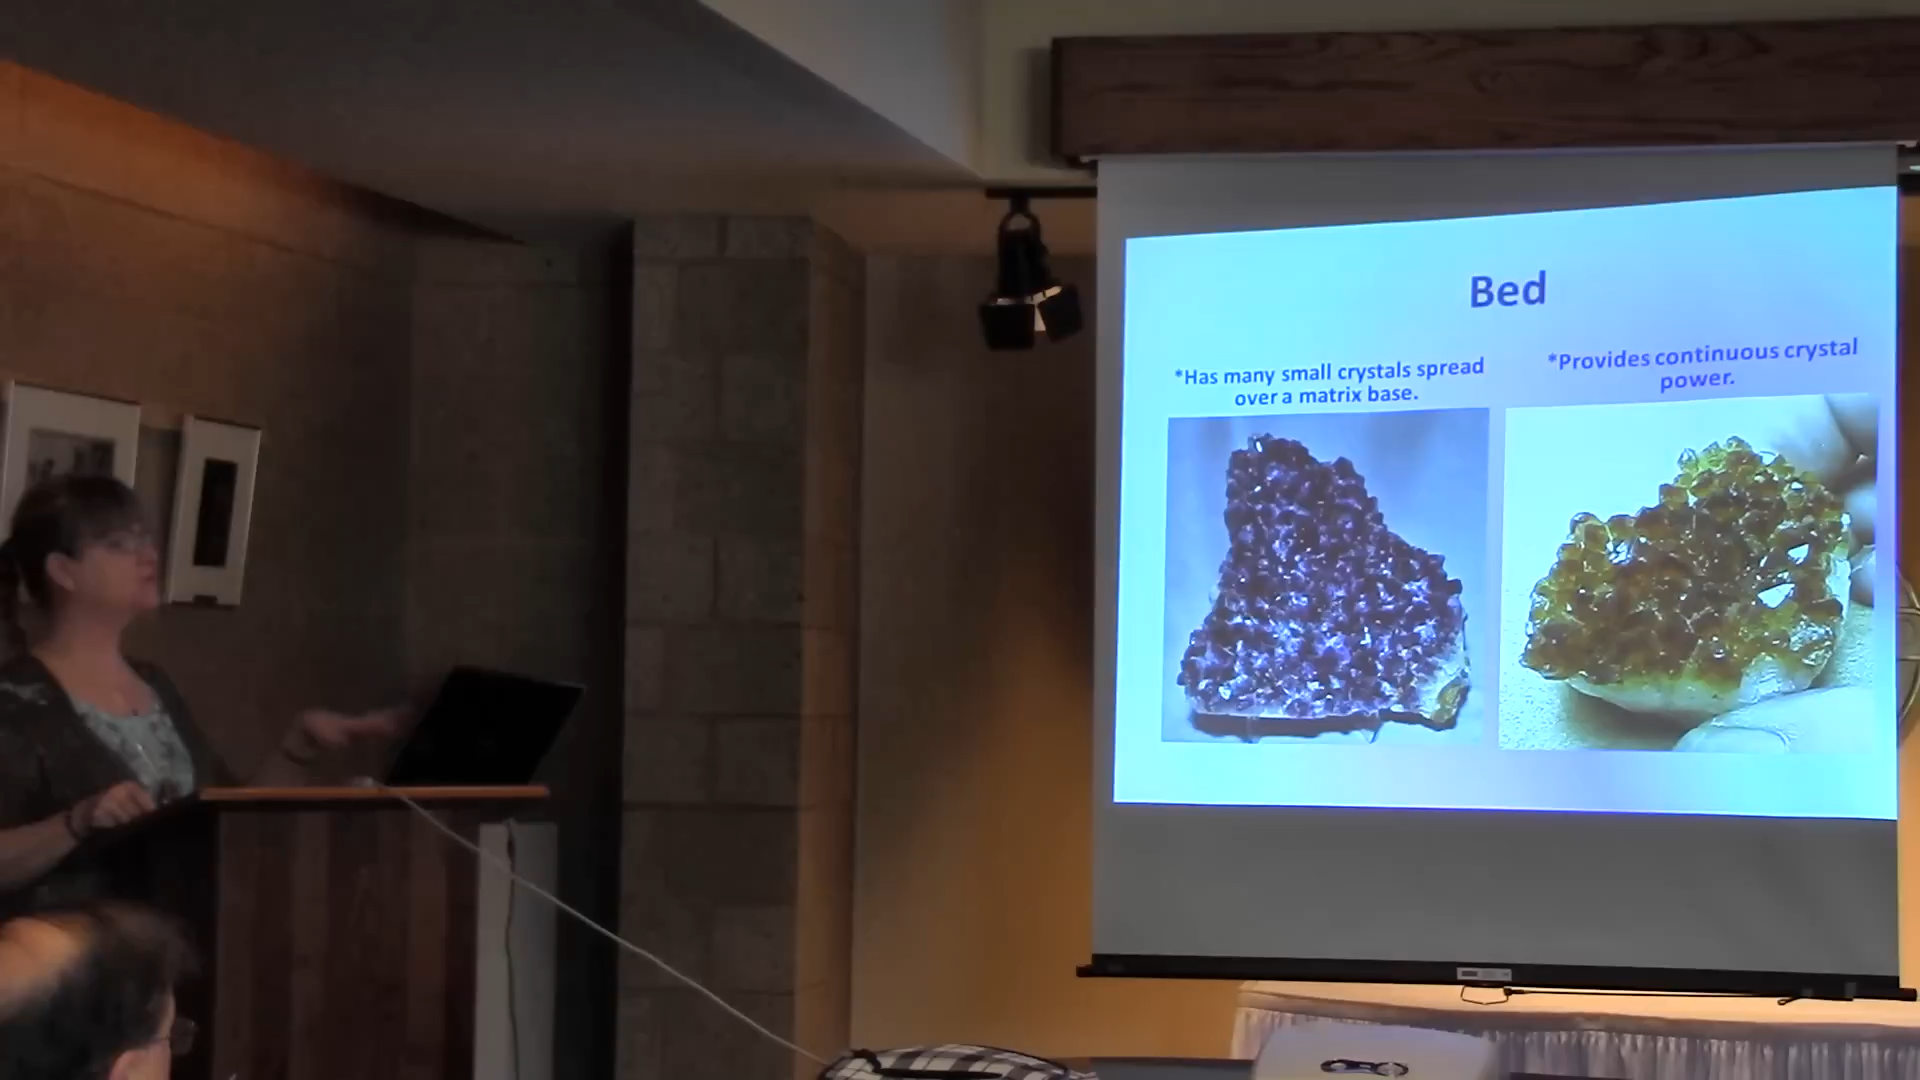 Bed
*Has many small crystals spread
over a matrix base.
*Provides continuous crystal
power.